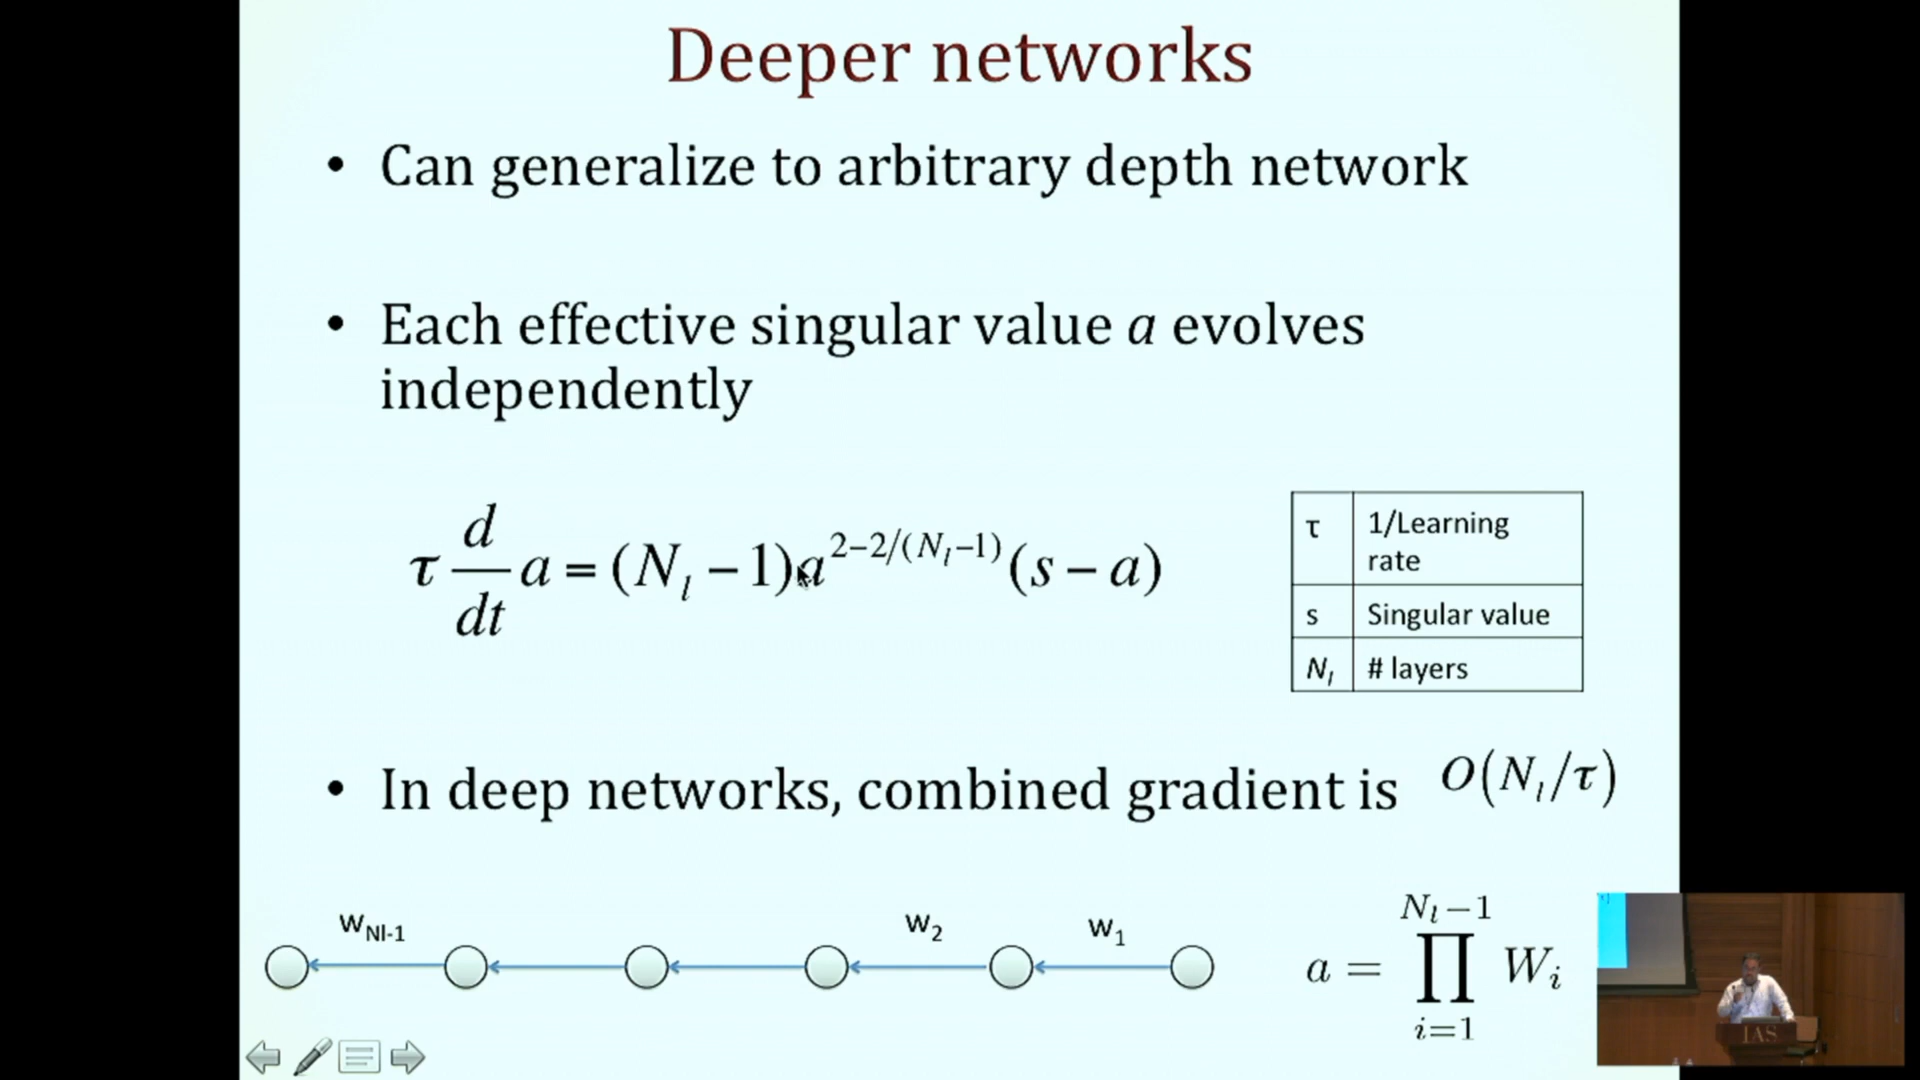 Deeper networks
• Can generalize to arbitrary depth network
• Each effective singular value a evolves
independently
τ d/dt a = (N_l − 1)a^{2−2/(N_l−1)}(s − a)
τ 1/Learning
rate
s Singular value
N_l # layers
• In deep networks, combined gradient is O(N_l/τ)
w_{Nl-1} w_2 w_1
a = ∏_{i=1}^{N_l−1} W_i
IAS